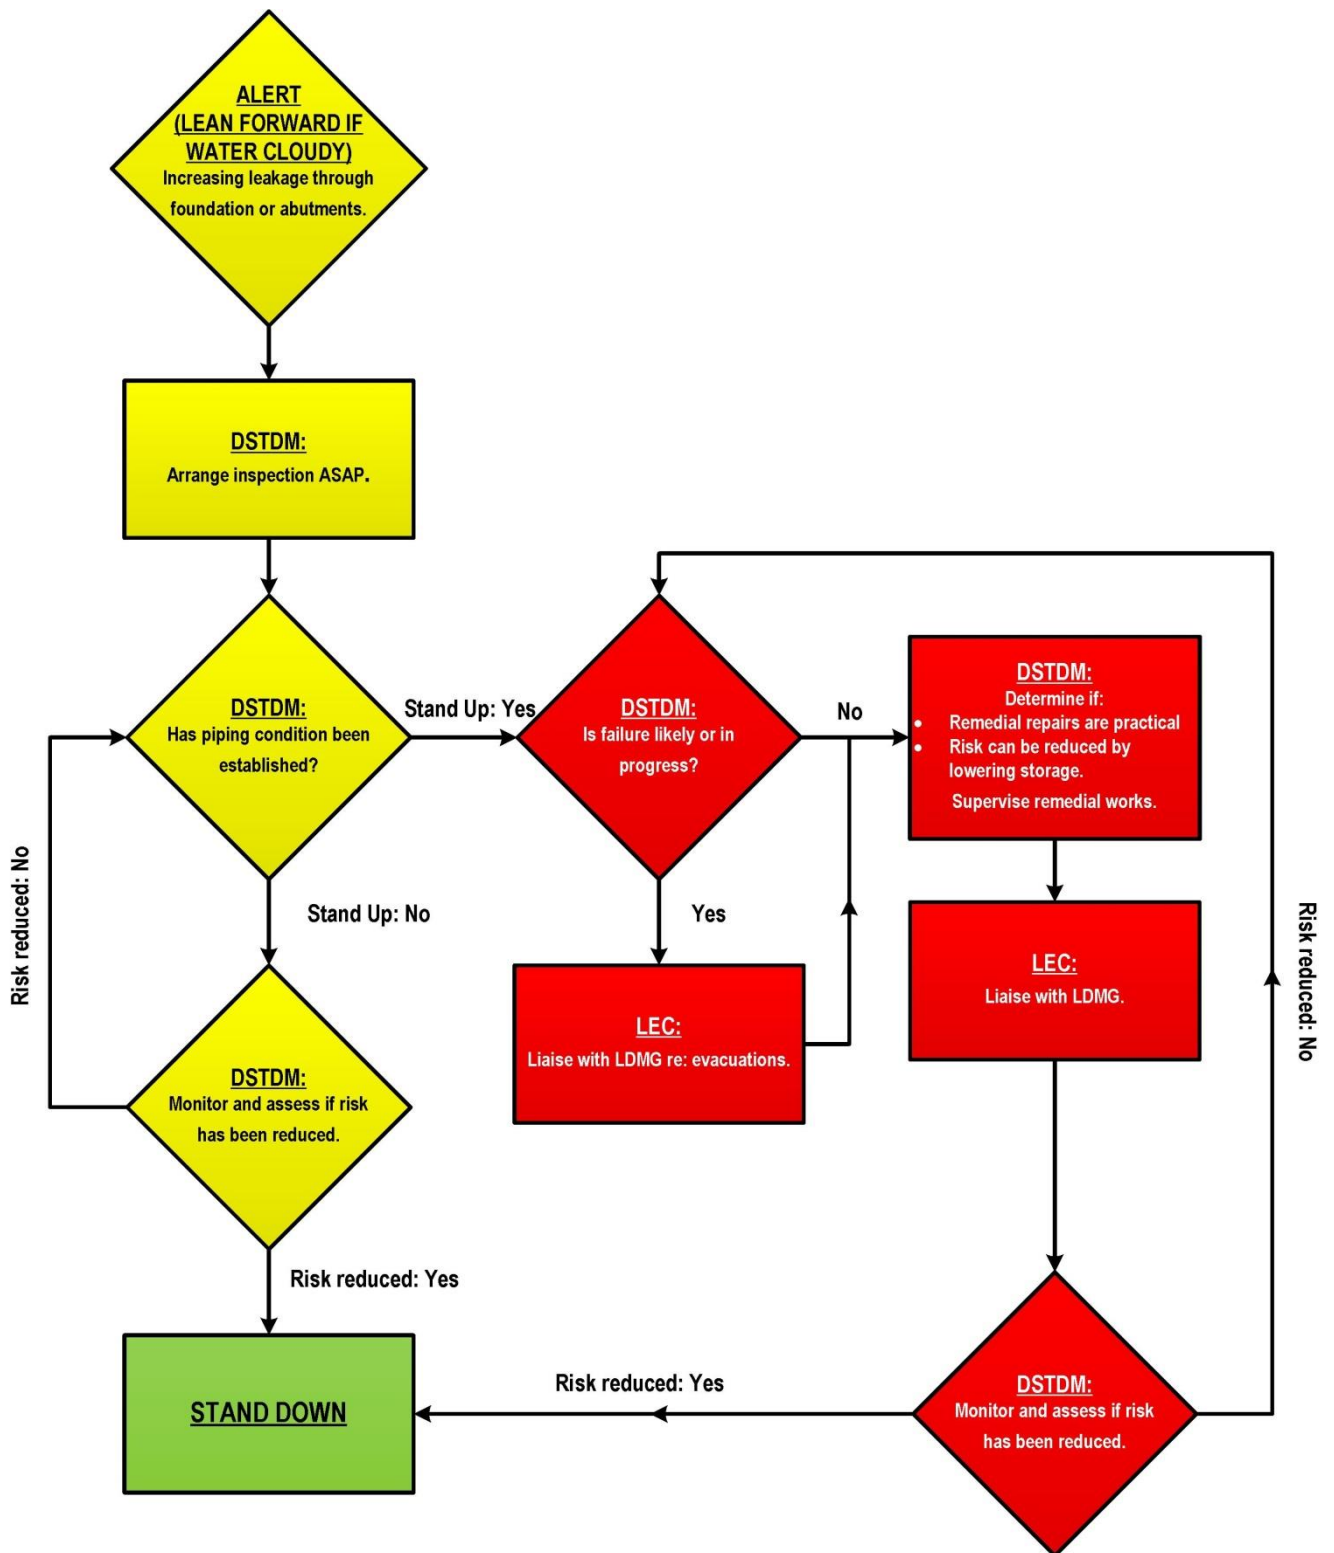 ALERT
(LEAN FORWARD IF
WATER CLOUDY)
Increasing leakage through
foundation or abutments.
DSTDM:
Arrange inspection ASAP.
DSTDM:
Has piping condition been
established?
Stand Up: Yes
DSTDM:
Is failure likely or in
progress?
No
DSTDM:
Determine if:
• Remedial repairs are practical
• Risk can be reduced by
lowering storage.
Supervise remedial works.
Risk reduced: No
Stand Up: No
Yes
LEC:
Liaise with LDMG re: evacuations.
LEC:
Liaise with LDMG.
Risk reduced: No
DSTDM:
Monitor and assess if risk
has been reduced.
Risk reduced: Yes
STAND DOWN
Risk reduced: Yes
DSTDM:
Monitor and assess if risk
has been reduced.